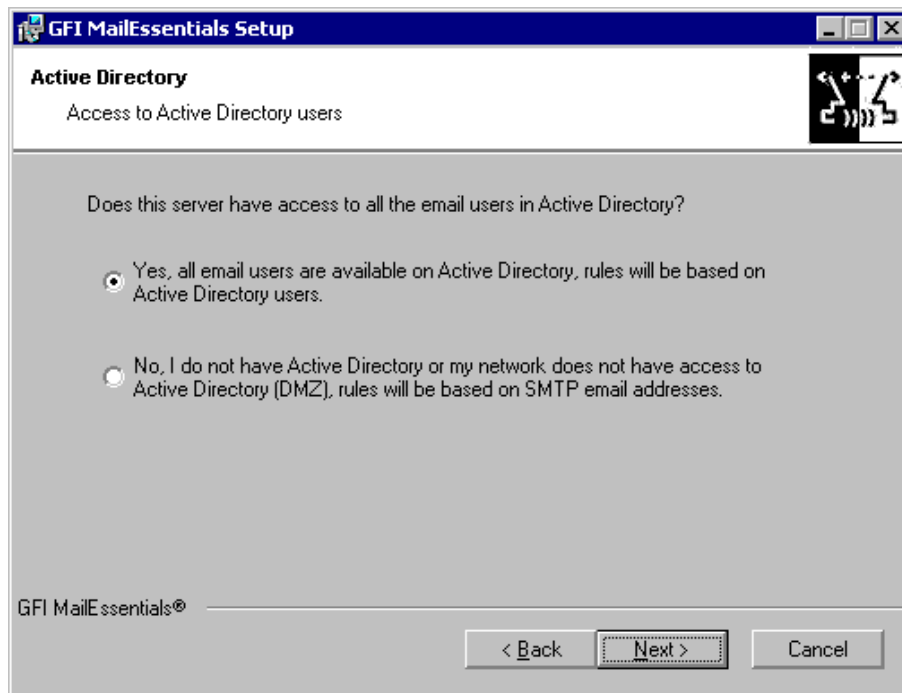 GFI MailEssentials Setup
Active Directory
Access to Active Directory users
Does this server have access to all the email users in Active Directory?
Yes, all email users are available on Active Directory, rules will be based on
Active Directory users.
No, I do not have Active Directory or my network does not have access to
Active Directory (DMZ), rules will be based on SMTP email addresses.
GFI MailEssentials®
< Back Next > Cancel